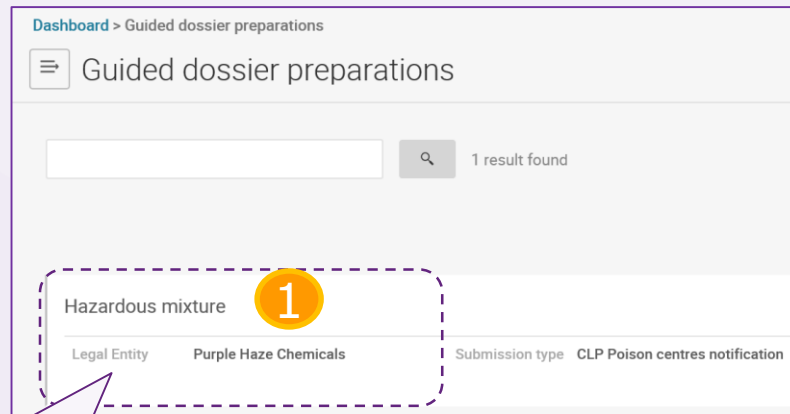 Dashboard > Guided dossier preparations
Guided dossier preparations
1 result found
Hazardous mixture
1
Legal Entity Purple Haze Chemicals Submission type CLP Poison centres notification